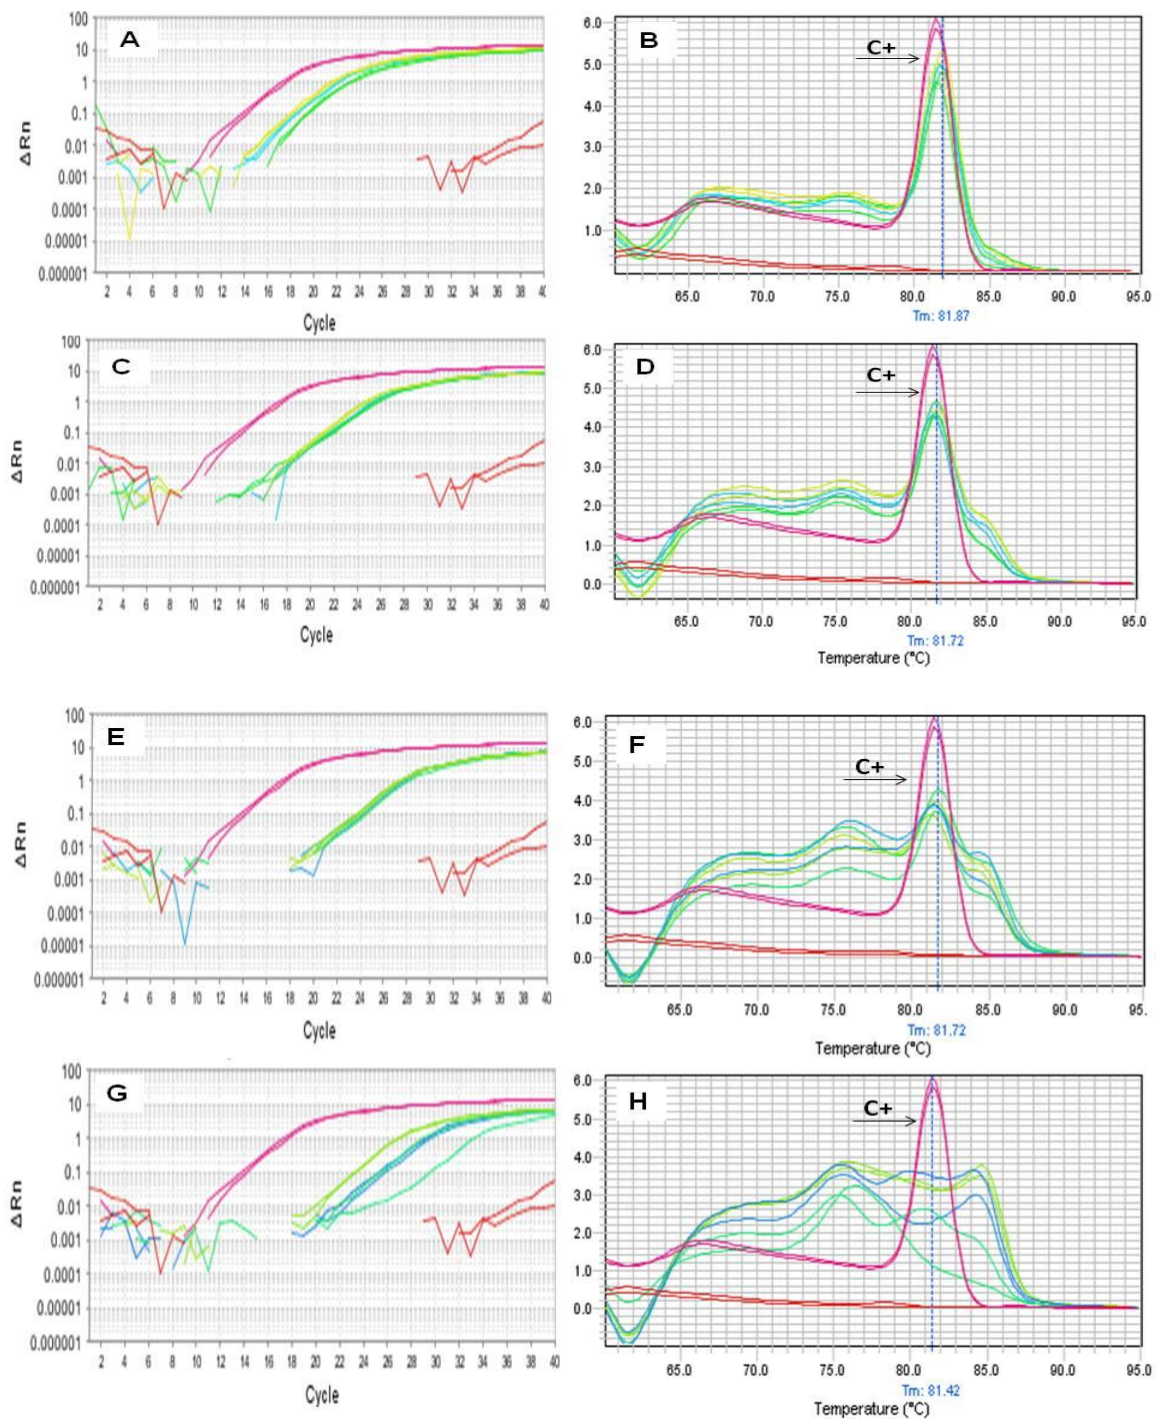 A
100
10
1
0.1
0.01
0.001
0.0001
0.00001
0.000001
ΔRn
2 4 6 8 10 12 14 16 18 20 22 24 26 28 30 32 34 36 38 40
Cycle
B
C+
6.0
5.0
4.0
3.0
2.0
1.0
65.0 70.0 75.0 80.0 85.0 90.0 95.0
Tm: 81.87
C
100
10
1
0.1
0.01
0.001
0.0001
0.00001
0.000001
ΔRn
2 4 6 8 10 12 14 16 18 20 22 24 26 28 30 32 34 36 38 40
Cycle
D
C+
6.0
5.0
4.0
3.0
2.0
1.0
0.0
65.0 70.0 75.0 80.0 85.0 90.0 95.0
Tm: 81.72
Temperature (°C)
E
100
10
1
0.1
0.01
0.001
0.0001
0.00001
0.000001
ΔRn
2 4 6 8 10 12 14 16 18 20 22 24 26 28 30 32 34 36 38 40
Cycle
F
C+
6.0
5.0
4.0
3.0
2.0
1.0
0.0
65.0 70.0 75.0 80.0 85.0 90.0 95.
Tm: 81.72
Temperature (°C)
G
100
10
1
0.1
0.01
0.001
0.0001
0.00001
0.000001
ΔRn
2 4 6 8 10 12 14 16 18 20 22 24 26 28 30 32 34 36 38 40
Cycle
H
C+
6.0
5.0
4.0
3.0
2.0
1.0
0.0
65.0 70.0 75.0 80.0 85.0 90.0 95.0
Tm: 81.42
Temperature (°C)